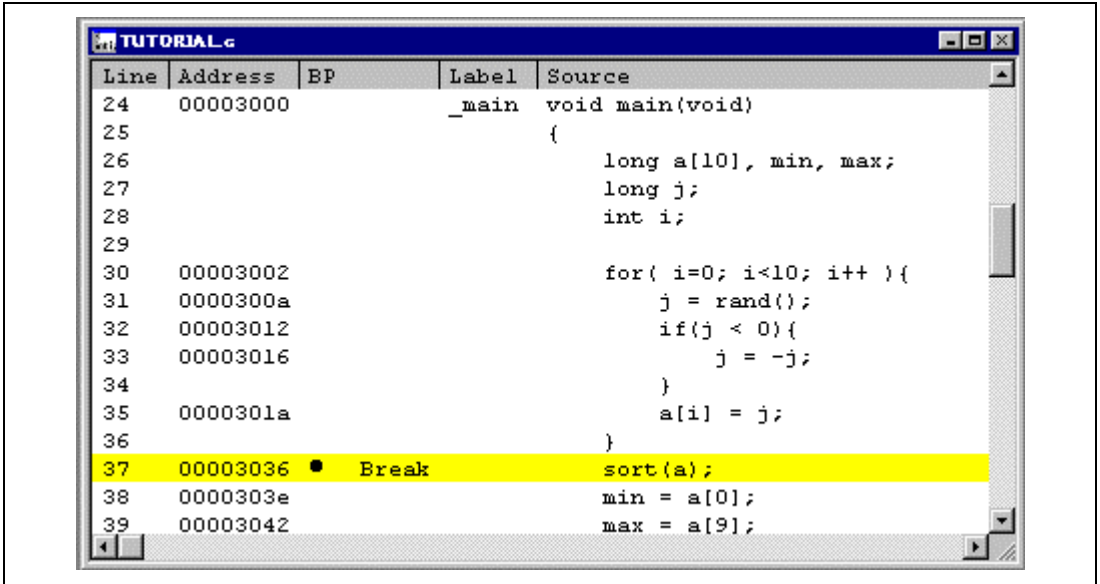 TUTORIAL.c
Line Address BP Label Source
24 00003000 _main void main(void)
25 {
26 long a[10], min, max;
27 long j;
28 int i;
29
30 00003002 for( i=0; i<10; i++ ){
31 0000300a j = rand();
32 00003012 if(j < 0){
33 00003016 j = -j;
34 }
35 0000301a a[i] = j;
36 }
37 00003036 ● Break sort(a);
38 0000303e min = a[0];
39 00003042 max = a[9];